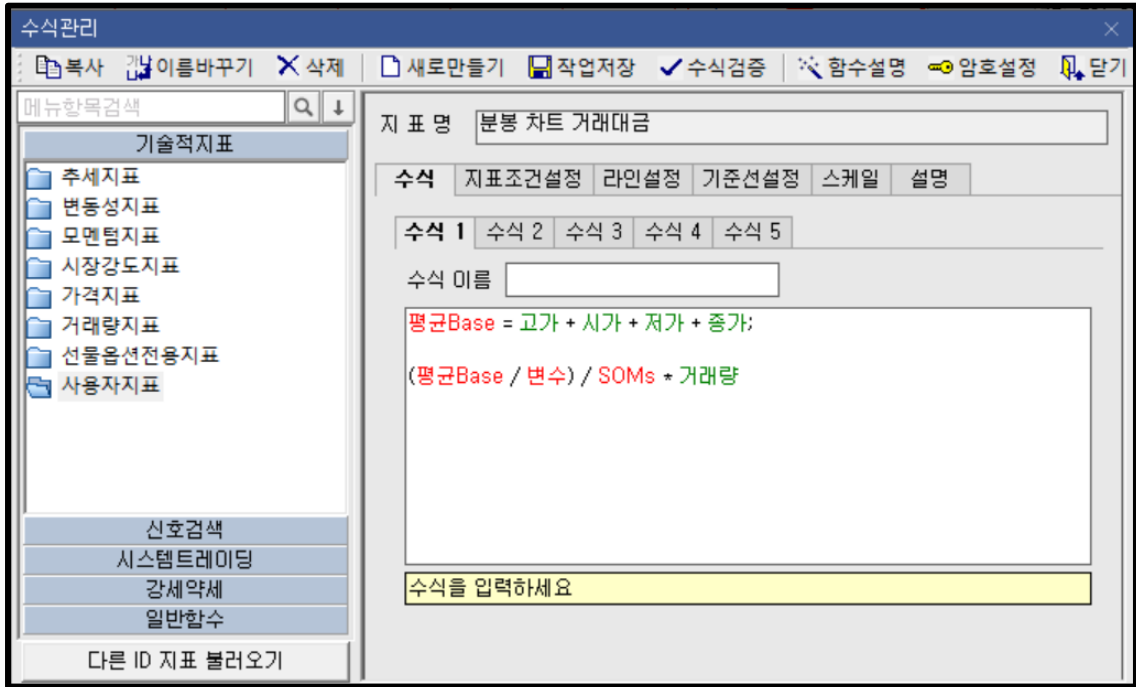 수식관리
복사 이름바꾸기 삭제 새로만들기 작업저장 수식검증 함수설명 암호설정 닫기
메뉴항목검색
기술적지표
추세지표
변동성지표
모멘텀지표
시장강도지표
가격지표
거래량지표
선물옵션전용지표
사용자지표
신호검색
시스템트레이딩
강세약세
일반함수
다른 ID 지표 불러오기
지 표 명 분봉 차트 거래대금
수식 지표조건설정 라인설정 기준선설정 스케일 설명
수식 1 수식 2 수식 3 수식 4 수식 5
수식 이름
평균Base = 고가 + 시가 + 저가 + 종가;
(평균Base / 변수) / SOMs * 거래량
수식을 입력하세요